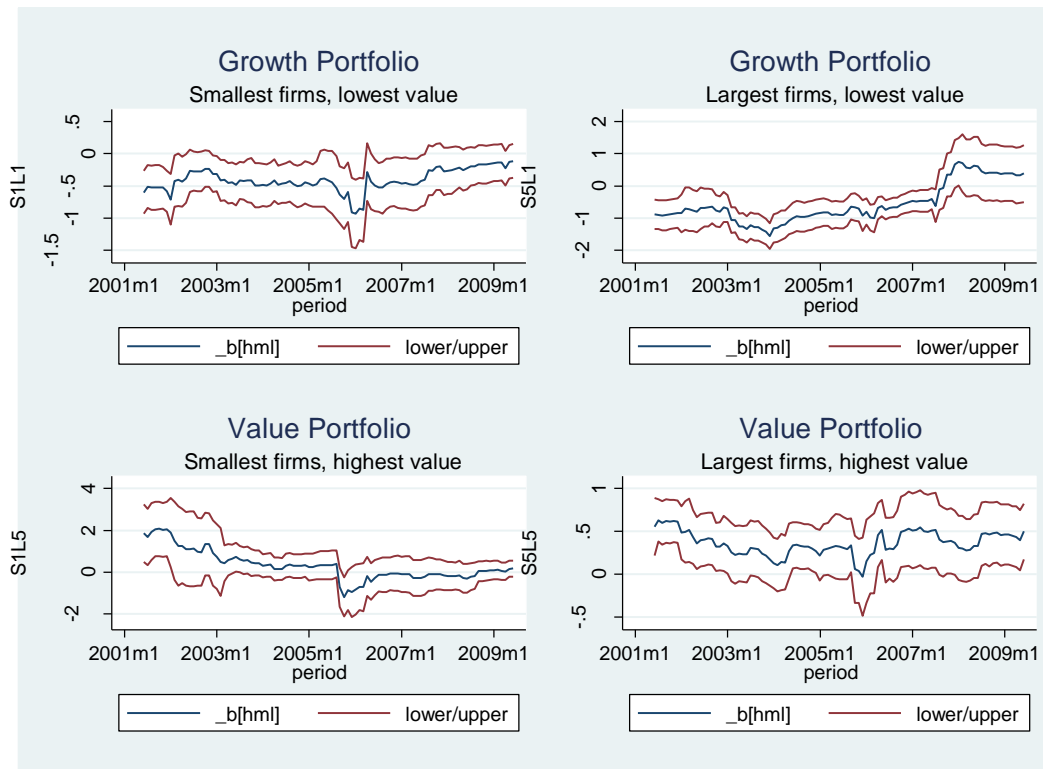 Growth Portfolio
Smallest firms, lowest value
S1L1
.5
0
-.5
-1
-1.5
2001m1 2003m1 2005m1 2007m1 2009m1
period
_b[hml] lower/upper
Growth Portfolio
Largest firms, lowest value
S5L1
2
1
0
-1
-2
2001m1 2003m1 2005m1 2007m1 2009m1
period
_b[hml] lower/upper
Value Portfolio
Smallest firms, highest value
S1L5
4
2
0
-2
2001m1 2003m1 2005m1 2007m1 2009m1
period
_b[hml] lower/upper
Value Portfolio
Largest firms, highest value
S5L5
1
.5
0
-.5
2001m1 2003m1 2005m1 2007m1 2009m1
period
_b[hml] lower/upper